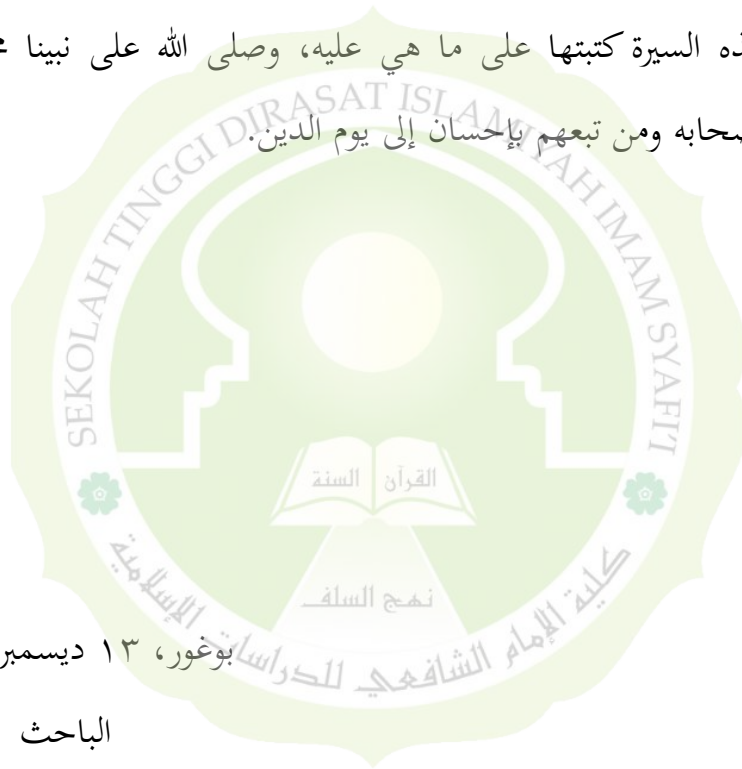 ذه السيرة كتبتها على ما هي عليه، وصلى الله على نبينا
صحابه ومن تبعهم بإحسان إلى يوم الدين.
SEKOLAH TINGGI DIRASAT ISLAMIYAH IMAM SYAFI'I
القرآن السنة
نهج السلف
كلية الإمام الشافعي للدراسات الإسلامية
بوغور، ١٣ ديسمبر
الباحث